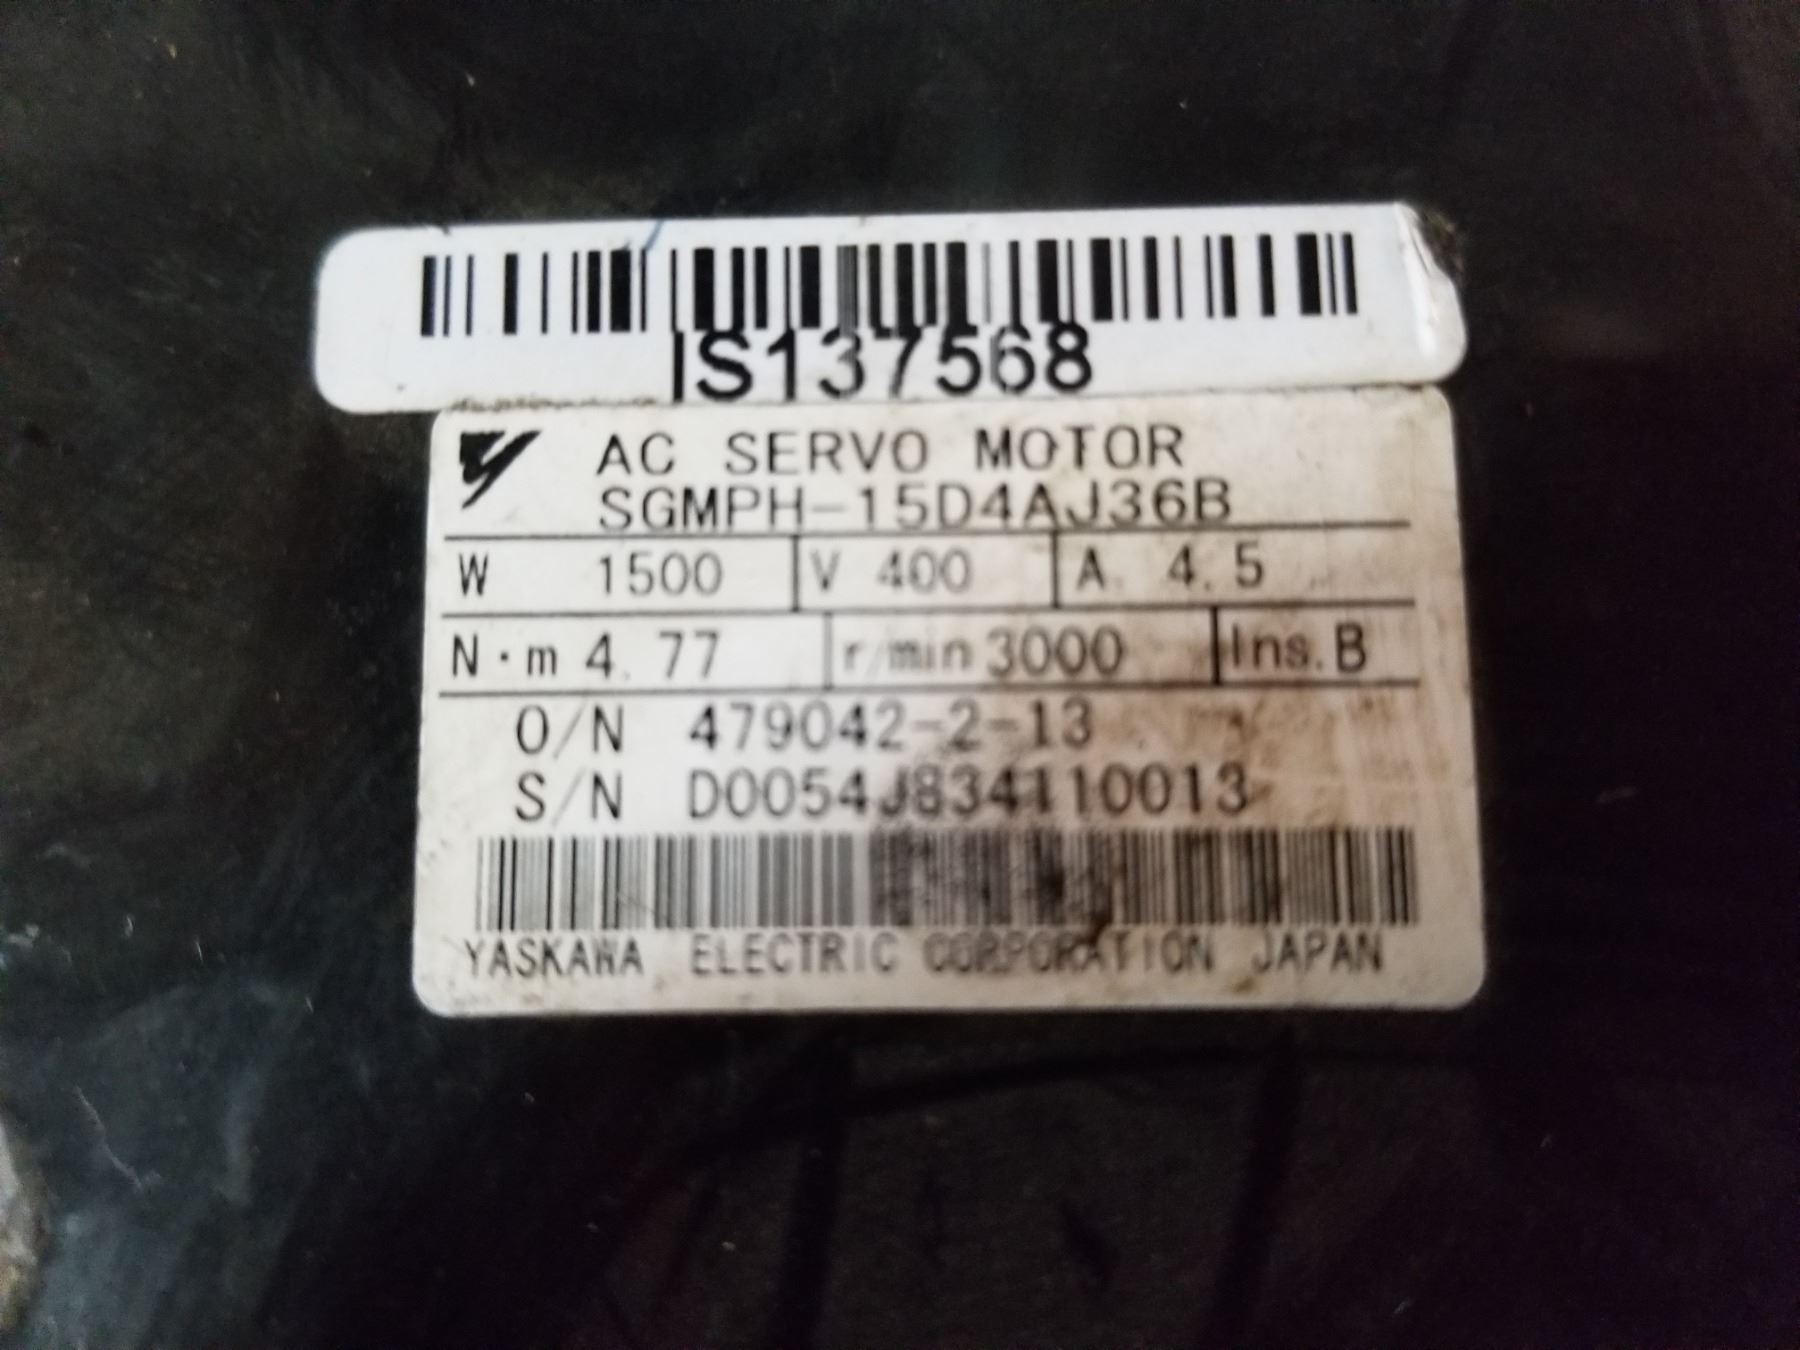 IS137568
AC SERVO MOTOR
SGMPH-15D4AJ36B
W 1500 V 400 A 4.5
N·m 4.77 r/min 3000 Ins. B
O/N 479042-2-13
S/N D0054J834110013
YASKAWA ELECTRIC CORPORATION JAPAN